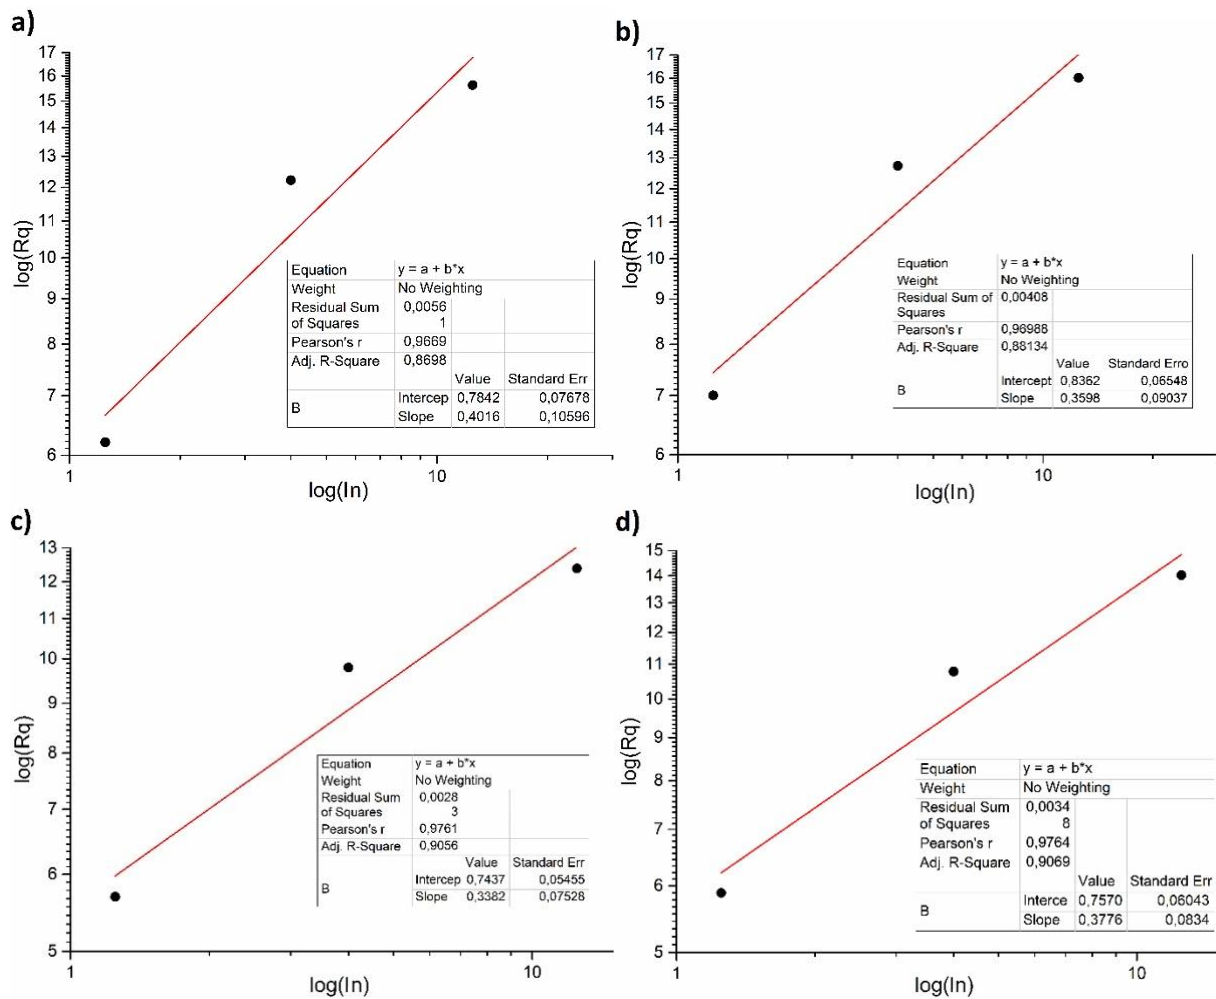 a)
17
16
15
14
13
12
11
10
9
8
7
6
log(Rq)
1
10
log(In)
Equation y = a + b*x
Weight No Weighting
Residual Sum 0,0056
of Squares 1
Pearson's r 0,9669
Adj. R-Square 0,8698
Value Standard Err
Intercep 0,7842 0,07678
B
Slope 0,4016 0,10596
b)
17
16
15
14
13
12
11
10
9
8
7
6
log(Rq)
1
10
log(In)
Equation y = a + b*x
Weight No Weighting
Residual Sum of 0,00408
Squares
Pearson's r 0,96986
Adj. R-Square 0,88134
Value Standard Erro
Intercept 0,8362 0,06548
B
Slope 0,3598 0,09037
c)
13
12
11
10
9
8
7
6
5
log(Rq)
1
10
log(In)
Equation y = a + b*x
Weight No Weighting
Residual Sum 0,0028
of Squares 3
Pearson's r 0,9761
Adj. R-Square 0,9056
Value Standard Err
Intercep 0,7437 0,05455
B
Slope 0,3382 0,07528
d)
15
14
13
12
11
10
9
8
7
6
5
log(Rq)
1
10
log(In)
Equation y = a + b*x
Weight No Weighting
Residual Sum 0,0034
of Squares 8
Pearson's r 0,9764
Adj. R-Square 0,9069
Value Standard Err
Interce 0,7570 0,06043
B
Slope 0,3776 0,0834